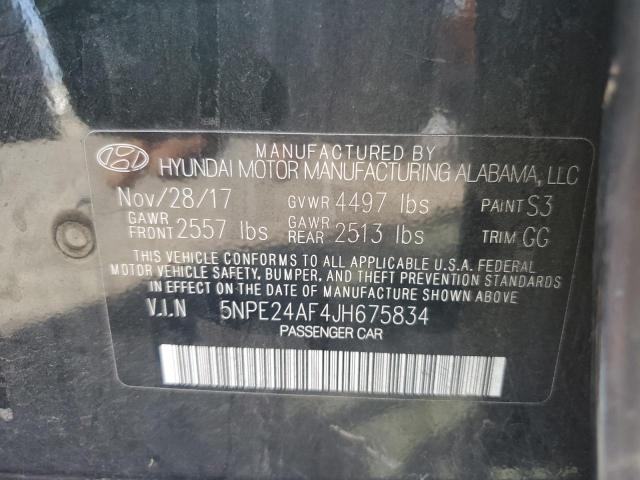 MANUFACTURED BY
HYUNDAI MOTOR MANUFACTURING ALABAMA, LLC
Nov/28/17 GVWR 4497 lbs PAINT S3
GAWR FRONT 2557 lbs GAWR REAR 2513 lbs TRIM GG
THIS VEHICLE CONFORMS TO ALL APPLICABLE U.S.A. FEDERAL
MOTOR VEHICLE SAFETY, BUMPER, AND THEFT PREVENTION STANDARDS
IN EFFECT ON THE DATE OF MANUFACTURE SHOWN ABOVE
V.I.N 5NPE24AF4JH675834
PASSENGER CAR